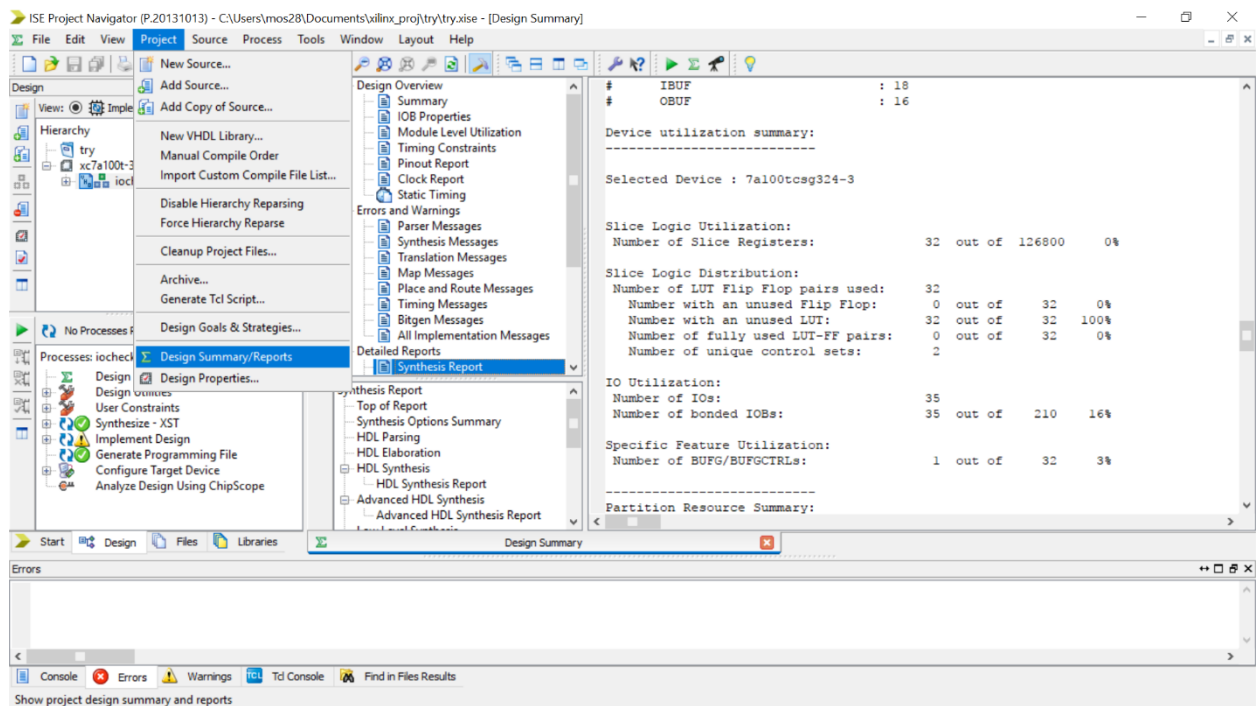 ISE Project Navigator (P.20131013) - C:\Users\mos28\Documents\xilinx_proj\try\try.xise - [Design Summary]
File Edit View Project Source Process Tools Window Layout Help
New Source...
Add Source...
Add Copy of Source...
New VHDL Library...
Manual Compile Order
Import Custom Compile File List...
Disable Hierarchy Reparsing
Force Hierarchy Reparse
Cleanup Project Files...
Archive...
Generate Tcl Script...
Design Goals & Strategies...
Design Summary/Reports
Design Properties...
Design
View: Imple
Hierarchy
try
xc7a100t-3
ioch
No Processes R
Processes: iocheck
Design
Design Utilities
User Constraints
Synthesize - XST
Implement Design
Generate Programming File
Configure Target Device
Analyze Design Using ChipScope
Start Design Files Libraries
Design Overview
Summary
IOB Properties
Module Level Utilization
Timing Constraints
Pinout Report
Clock Report
Static Timing
Errors and Warnings
Parser Messages
Synthesis Messages
Translation Messages
Map Messages
Place and Route Messages
Timing Messages
Bitgen Messages
All Implementation Messages
Detailed Reports
Synthesis Report
Synthesis Report
Top of Report
Synthesis Options Summary
HDL Parsing
HDL Elaboration
HDL Synthesis
HDL Synthesis Report
Advanced HDL Synthesis
Advanced HDL Synthesis Report
# IBUF : 18
# OBUF : 16
Device utilization summary:
---------------------------
Selected Device : 7a100tcsg324-3
Slice Logic Utilization:
Number of Slice Registers: 32 out of 126800 0%
Slice Logic Distribution:
Number of LUT Flip Flop pairs used: 32
Number with an unused Flip Flop: 0 out of 32 0%
Number with an unused LUT: 32 out of 32 100%
Number of fully used LUT-FF pairs: 0 out of 32 0%
Number of unique control sets: 2
IO Utilization:
Number of IOs: 35
Number of bonded IOBs: 35 out of 210 16%
Specific Feature Utilization:
Number of BUFG/BUFGCTRLs: 1 out of 32 3%
---------------------------
Partition Resource Summary:
Design Summary
Errors
Console Errors Warnings Tcl Console Find in Files Results
Show project design summary and reports